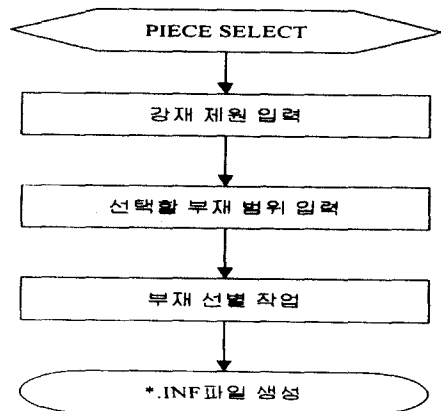 PIECE SELECT
강재 제원 입력
선택할 부재 범위 입력
부재 선별 작업
*.INF파일 생성